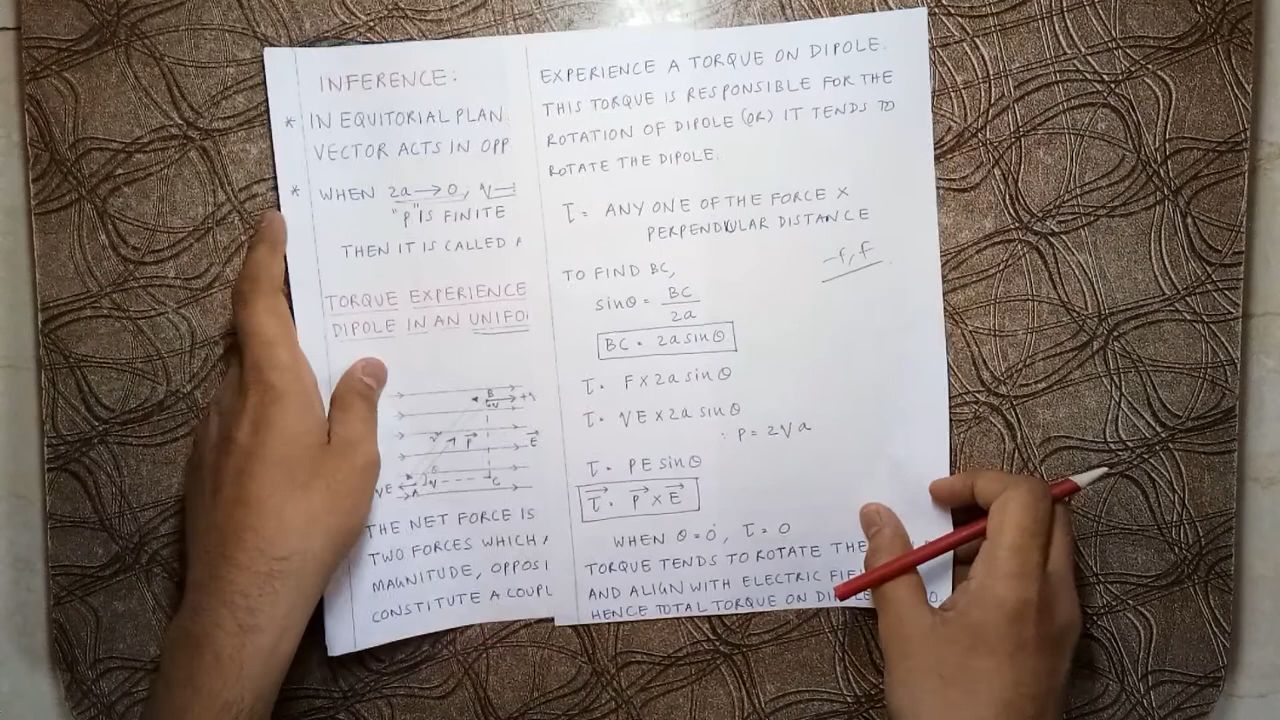 INFERENCE:
* IN EQUITORIAL PLAN
VECTOR ACTS IN OPP
* WHEN 2a → 0,
"P" IS FINITE
THEN IT IS CALLED A
TORQUE EXPERIENCE
DIPOLE IN AN UNIFO
B
P
E
A
C
THE NET FORCE IS
TWO FORCES WHICH
MAGNITUDE, OPPOSI
CONSTITUTE A COUPL
EXPERIENCE A TORQUE ON DIPOLE.
THIS TORQUE IS RESPONSIBLE FOR THE
ROTATION OF DIPOLE (OR) IT TENDS TO
ROTATE THE DIPOLE.
τ = ANY ONE OF THE FORCE ×
PERPENDULAR DISTANCE
-f, f
TO FIND BC,
sinθ = BC / 2a
BC = 2a sinθ
τ = F × 2a sinθ
τ = qE × 2a sinθ
∵ P = 2qa
τ = PE sinθ
τ⃗ = P⃗ × E⃗
WHEN θ = 0°, τ = 0
TORQUE TENDS TO ROTATE THE
AND ALIGN WITH ELECTRIC FIE
HENCE TOTAL TORQUE ON